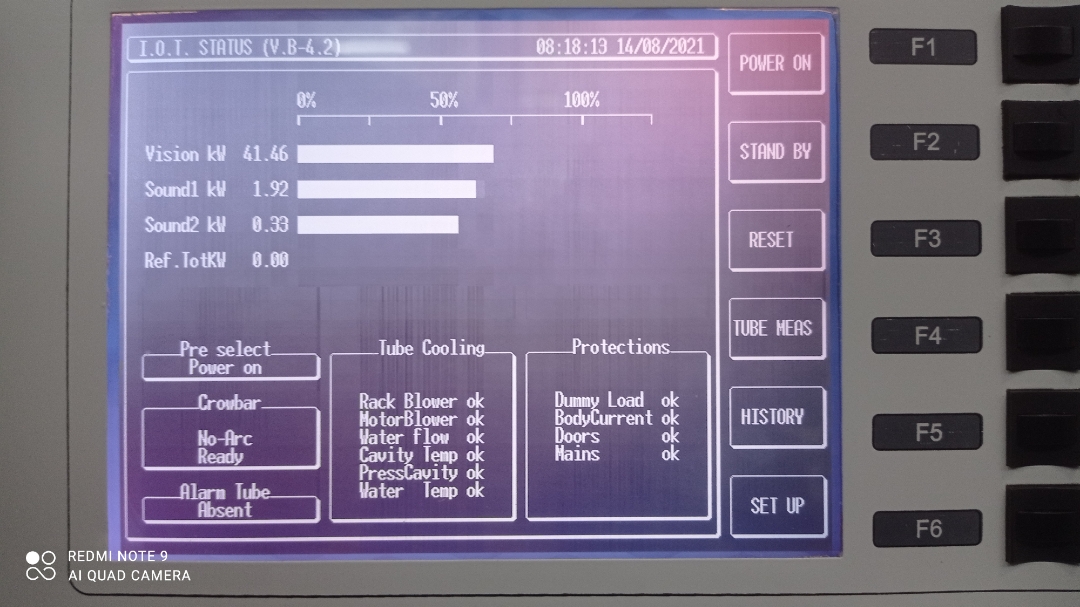 I.O.T. STATUS (V.B-4.2) 08:18:13 14/08/2021
0% 50% 100%
Vision kW 41.46
Sound1 kW 1.92
Sound2 kW 0.33
Ref.TotKW 0.00
Pre select
Power on
Crowbar
No-Arc
Ready
Alarm Tube
Absent
Tube Cooling
Rack Blower ok
MotorBlower ok
Water flow ok
Cavity Temp ok
PressCavity ok
Water Temp ok
Protections
Dummy Load ok
BodyCurrent ok
Doors ok
Mains ok
POWER ON
STAND BY
RESET
TUBE MEAS
HISTORY
SET UP
F1
F2
F3
F4
F5
F6
REDMI NOTE 9
AI QUAD CAMERA